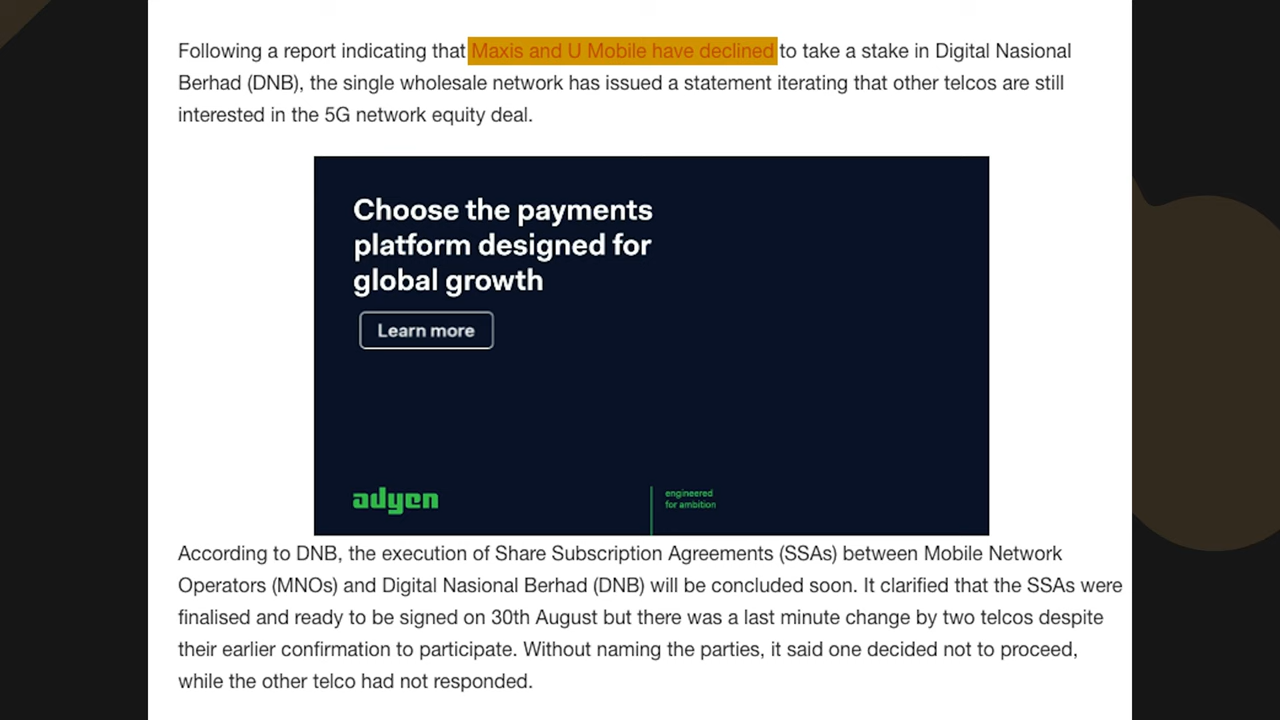 Following a report indicating that Maxis and U Mobile have declined to take a stake in Digital Nasional
Berhad (DNB), the single wholesale network has issued a statement iterating that other telcos are still
interested in the 5G network equity deal.
Choose the payments
platform designed for
global growth
Learn more
adyen
engineered
for ambition
According to DNB, the execution of Share Subscription Agreements (SSAs) between Mobile Network
Operators (MNOs) and Digital Nasional Berhad (DNB) will be concluded soon. It clarified that the SSAs were
finalised and ready to be signed on 30th August but there was a last minute change by two telcos despite
their earlier confirmation to participate. Without naming the parties, it said one decided not to proceed,
while the other telco had not responded.